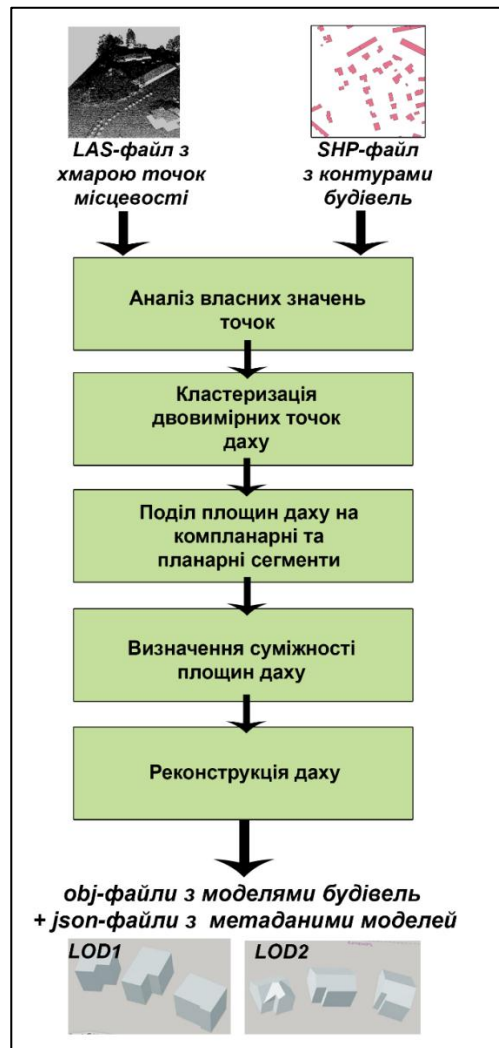 LAS-файл з
хмарою точок
місцевості
SHP-файл
з контурами
будівель
Аналіз власних значень
точок
Кластеризація
двовимірних точок
даху
Поділ площин даху на
компланарні та
планарні сегменти
Визначення суміжності
площин даху
Реконструкція даху
obj-файли з моделями будівель
+ json-файли з метаданими моделей
LOD1
LOD2